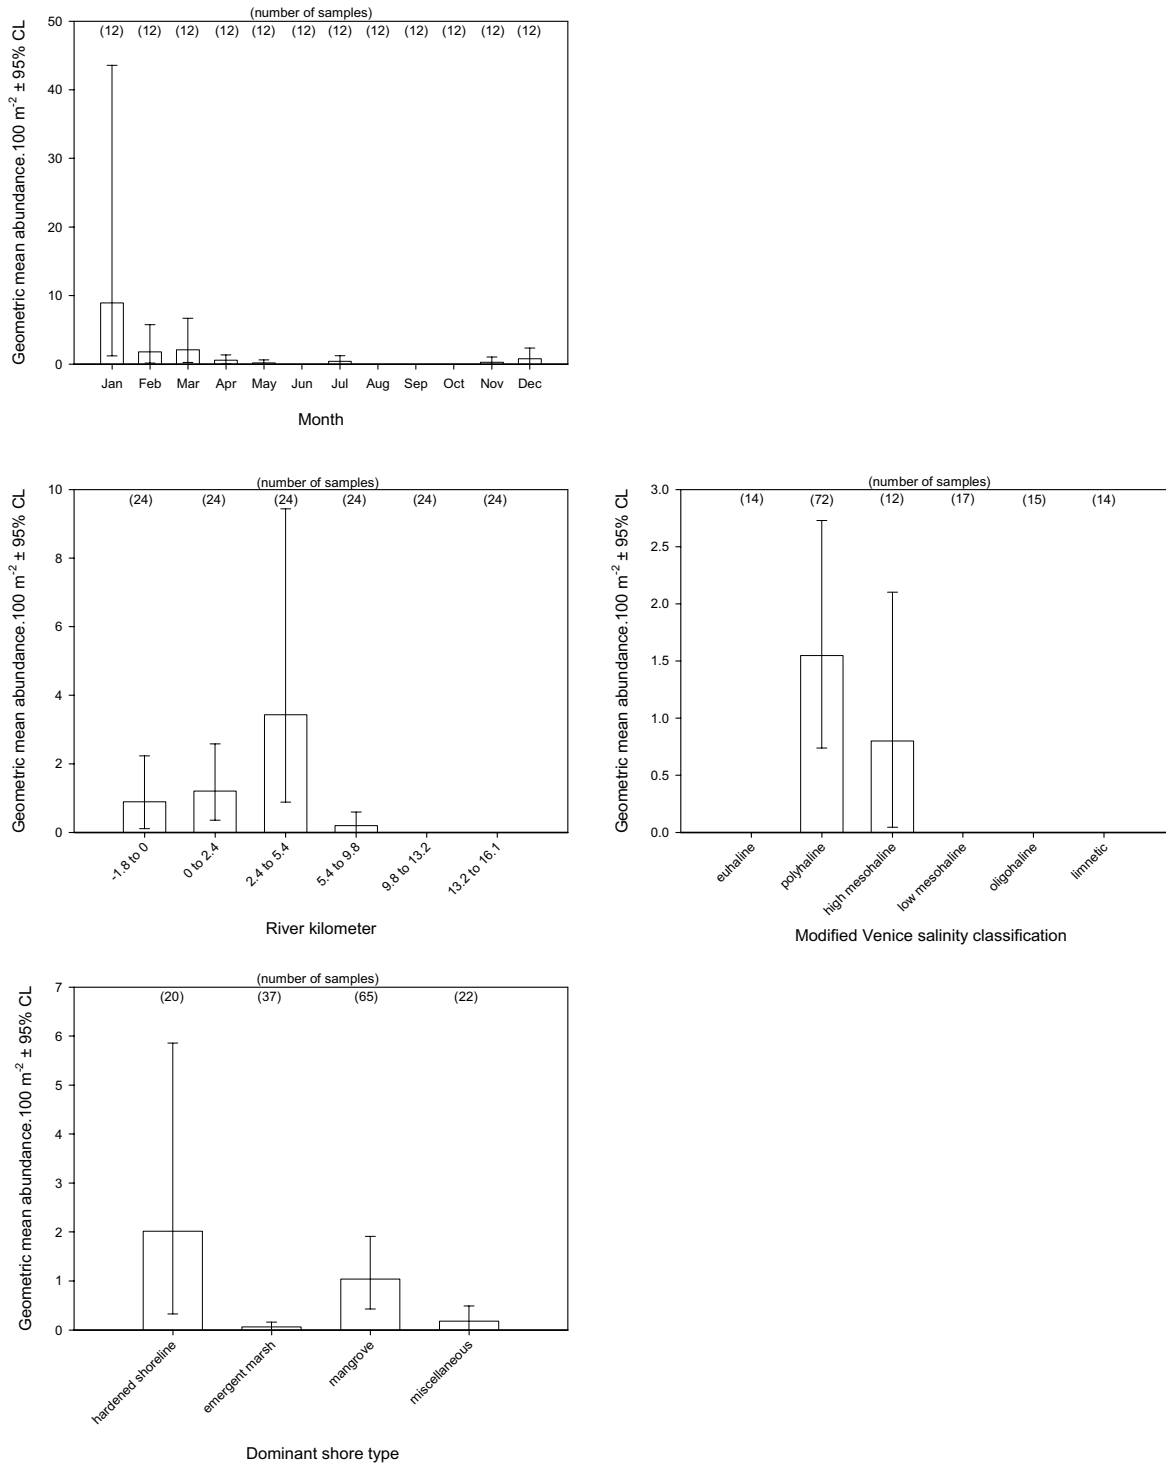 (number of samples)
50
(12) (12) (12) (12) (12) (12) (12) (12) (12) (12) (12) (12)
40
30
20
10
0
Geometric mean abundance.100 m-2 ± 95% CL
Jan Feb Mar Apr May Jun Jul Aug Sep Oct Nov Dec
Month
(number of samples)
10
(24) (24) (24) (24) (24) (24)
8
6
4
2
0
Geometric mean abundance.100 m-2 ± 95% CL
-1.8 to 0
0 to 2.4
2.4 to 5.4
5.4 to 9.8
9.8 to 13.2
13.2 to 16.1
River kilometer
(number of samples)
3.0
(14) (72) (12) (17) (15) (14)
2.5
2.0
1.5
1.0
0.5
0.0
Geometric mean abundance.100 m-2 ± 95% CL
euhaline
polyhaline
high mesohaline
low mesohaline
oligohaline
limnetic
Modified Venice salinity classification
(number of samples)
7
(20) (37) (65) (22)
6
5
4
3
2
1
0
Geometric mean abundance.100 m-2 ± 95% CL
hardened shoreline
emergent marsh
mangrove
miscellaneous
Dominant shore type